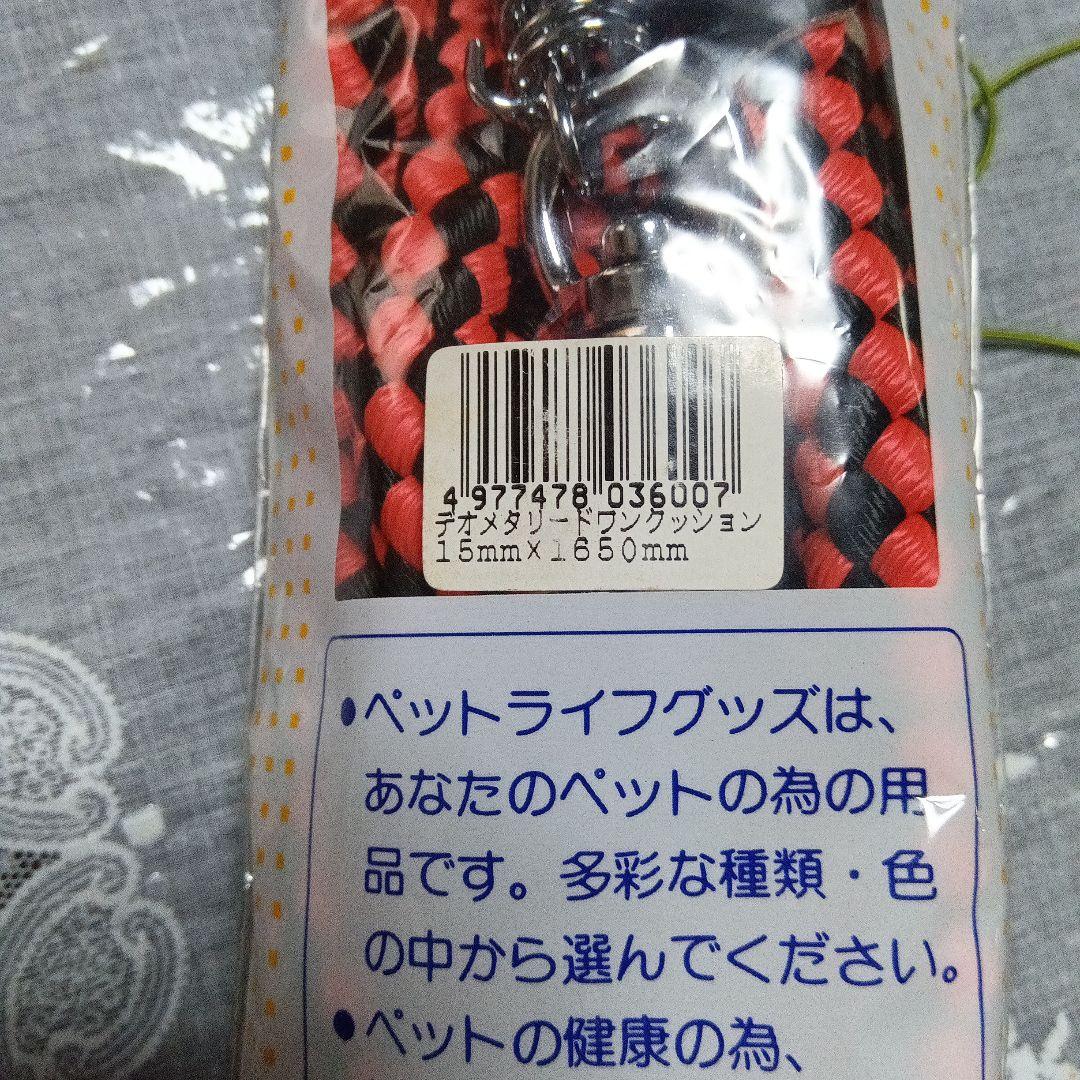 4 977478 036007
デオメタリードワンクッション
15mm×1650mm
•ペットライフグッズは、
あなたのペットの為の用
品です。多彩な種類・色
の中から選んでください。
•ペットの健康の為、